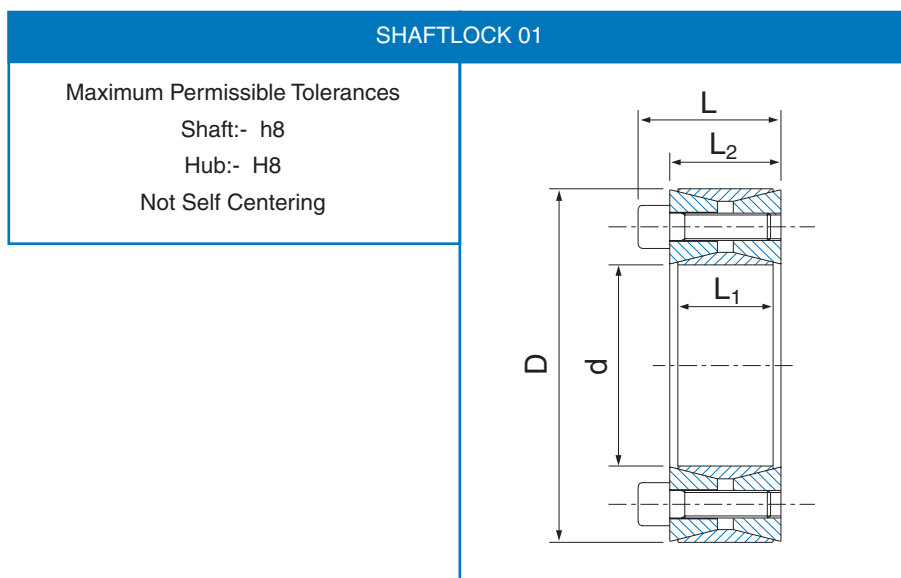 SHAFTLOCK 01
Maximum Permissible Tolerances
Shaft:- h8
Hub:- H8
Not Self Centering
L
L₂
L₁
D
d